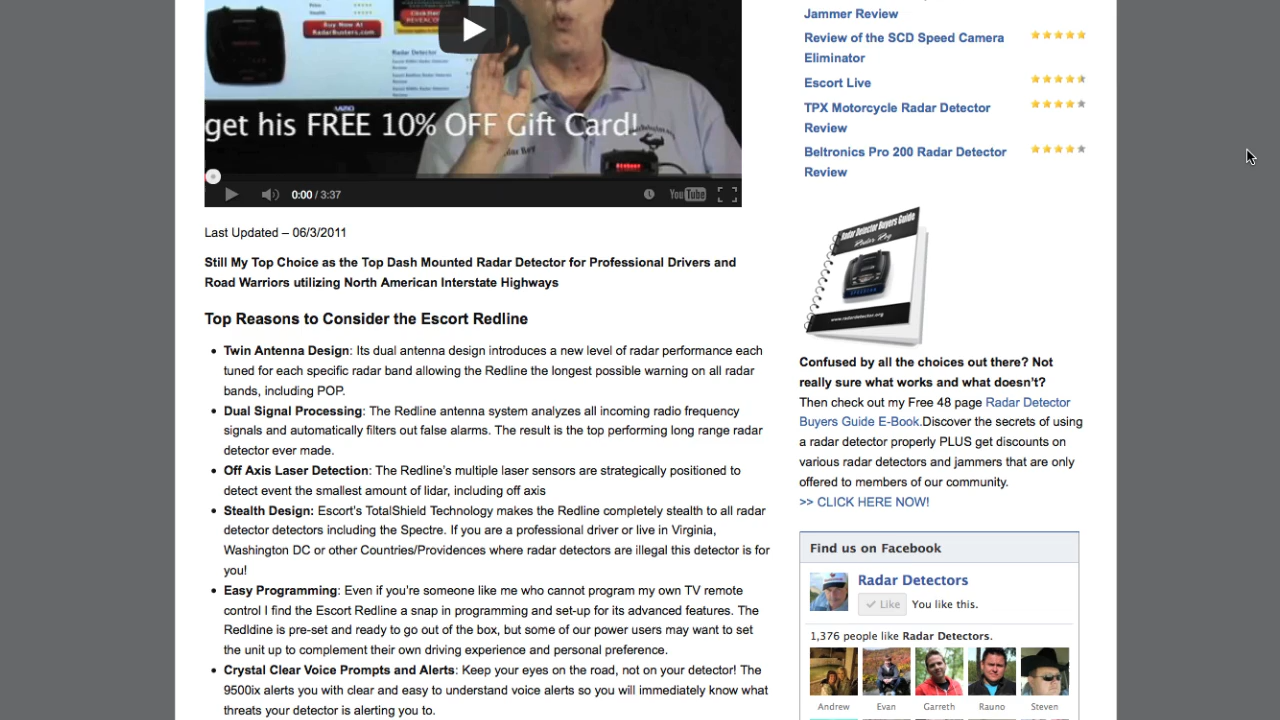 Buy Now At
RadarBusters.com
Radar Detector
VIZIO
get his FREE 10% OFF Gift Card!
0:00 / 3:37
YouTube
Last Updated – 06/3/2011
Still My Top Choice as the Top Dash Mounted Radar Detector for Professional Drivers and
Road Warriors utilizing North American Interstate Highways
Top Reasons to Consider the Escort Redline
• Twin Antenna Design: Its dual antenna design introduces a new level of radar performance each
tuned for each specific radar band allowing the Redline the longest possible warning on all radar
bands, including POP.
• Dual Signal Processing: The Redline antenna system analyzes all incoming radio frequency
signals and automatically filters out false alarms. The result is the top performing long range radar
detector ever made.
• Off Axis Laser Detection: The Redline's multiple laser sensors are strategically positioned to
detect event the smallest amount of lidar, including off axis
• Stealth Design: Escort's TotalShield Technology makes the Redline completely stealth to all radar
detector detectors including the Spectre. If you are a professional driver or live in Virginia,
Washington DC or other Countries/Providences where radar detectors are illegal this detector is for
you!
• Easy Programming: Even if you're someone like me who cannot program my own TV remote
control I find the Escort Redline a snap in programming and set-up for its advanced features. The
Redldine is pre-set and ready to go out of the box, but some of our power users may want to set
the unit up to complement their own driving experience and personal preference.
• Crystal Clear Voice Prompts and Alerts: Keep your eyes on the road, not on your detector! The
9500ix alerts you with clear and easy to understand voice alerts so you will immediately know what
threats your detector is alerting you to.
Jammer Review
Review of the SCD Speed Camera
Eliminator
Escort Live
TPX Motorcycle Radar Detector
Review
Beltronics Pro 200 Radar Detector
Review
Radar Detector Buyers Guide
Radar Roy
www.radardetector.org
Confused by all the choices out there? Not
really sure what works and what doesn't?
Then check out my Free 48 page Radar Detector
Buyers Guide E-Book.Discover the secrets of using
a radar detector properly PLUS get discounts on
various radar detectors and jammers that are only
offered to members of our community.
>> CLICK HERE NOW!
Find us on Facebook
Radar Detectors
Like You like this.
1,376 people like Radar Detectors.
Andrew Evan Garreth Rauno Steven